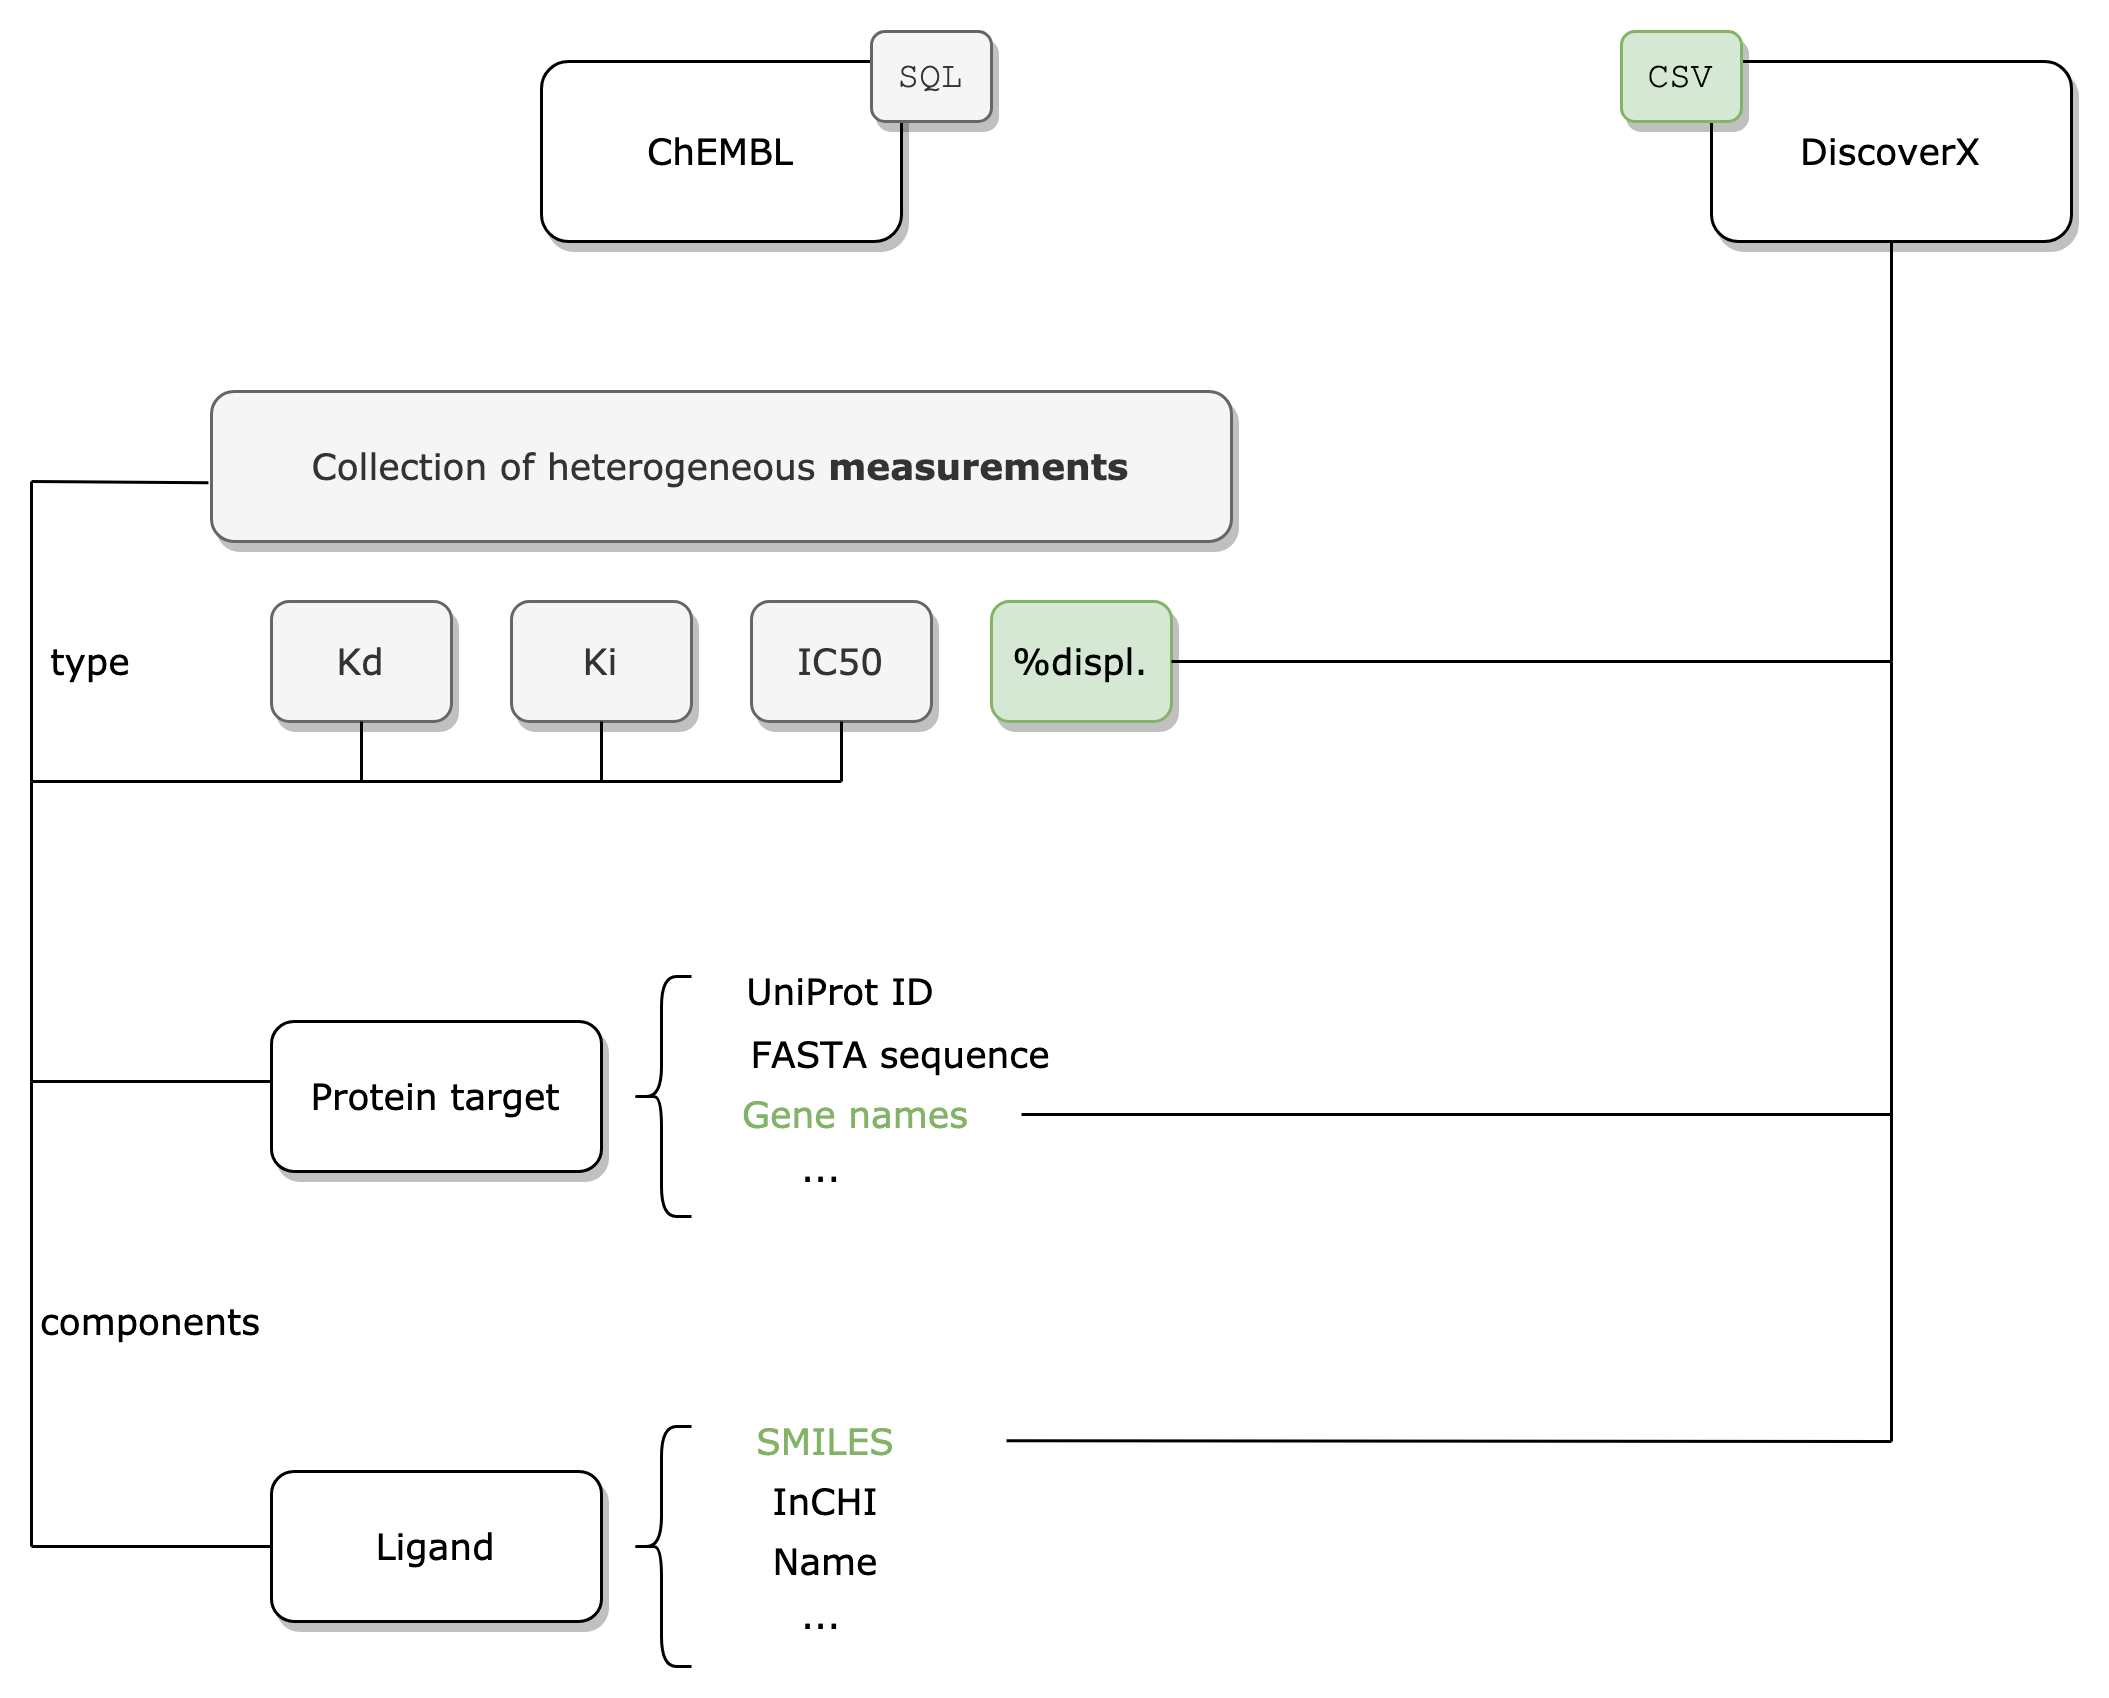 SQL
CSV
ChEMBL
DiscoverX
Collection of heterogeneous measurements
type
Kd
Ki
IC50
%displ.
UniProt ID
FASTA sequence
Protein target
Gene names
...
components
SMILES
InCHI
Ligand
Name
...